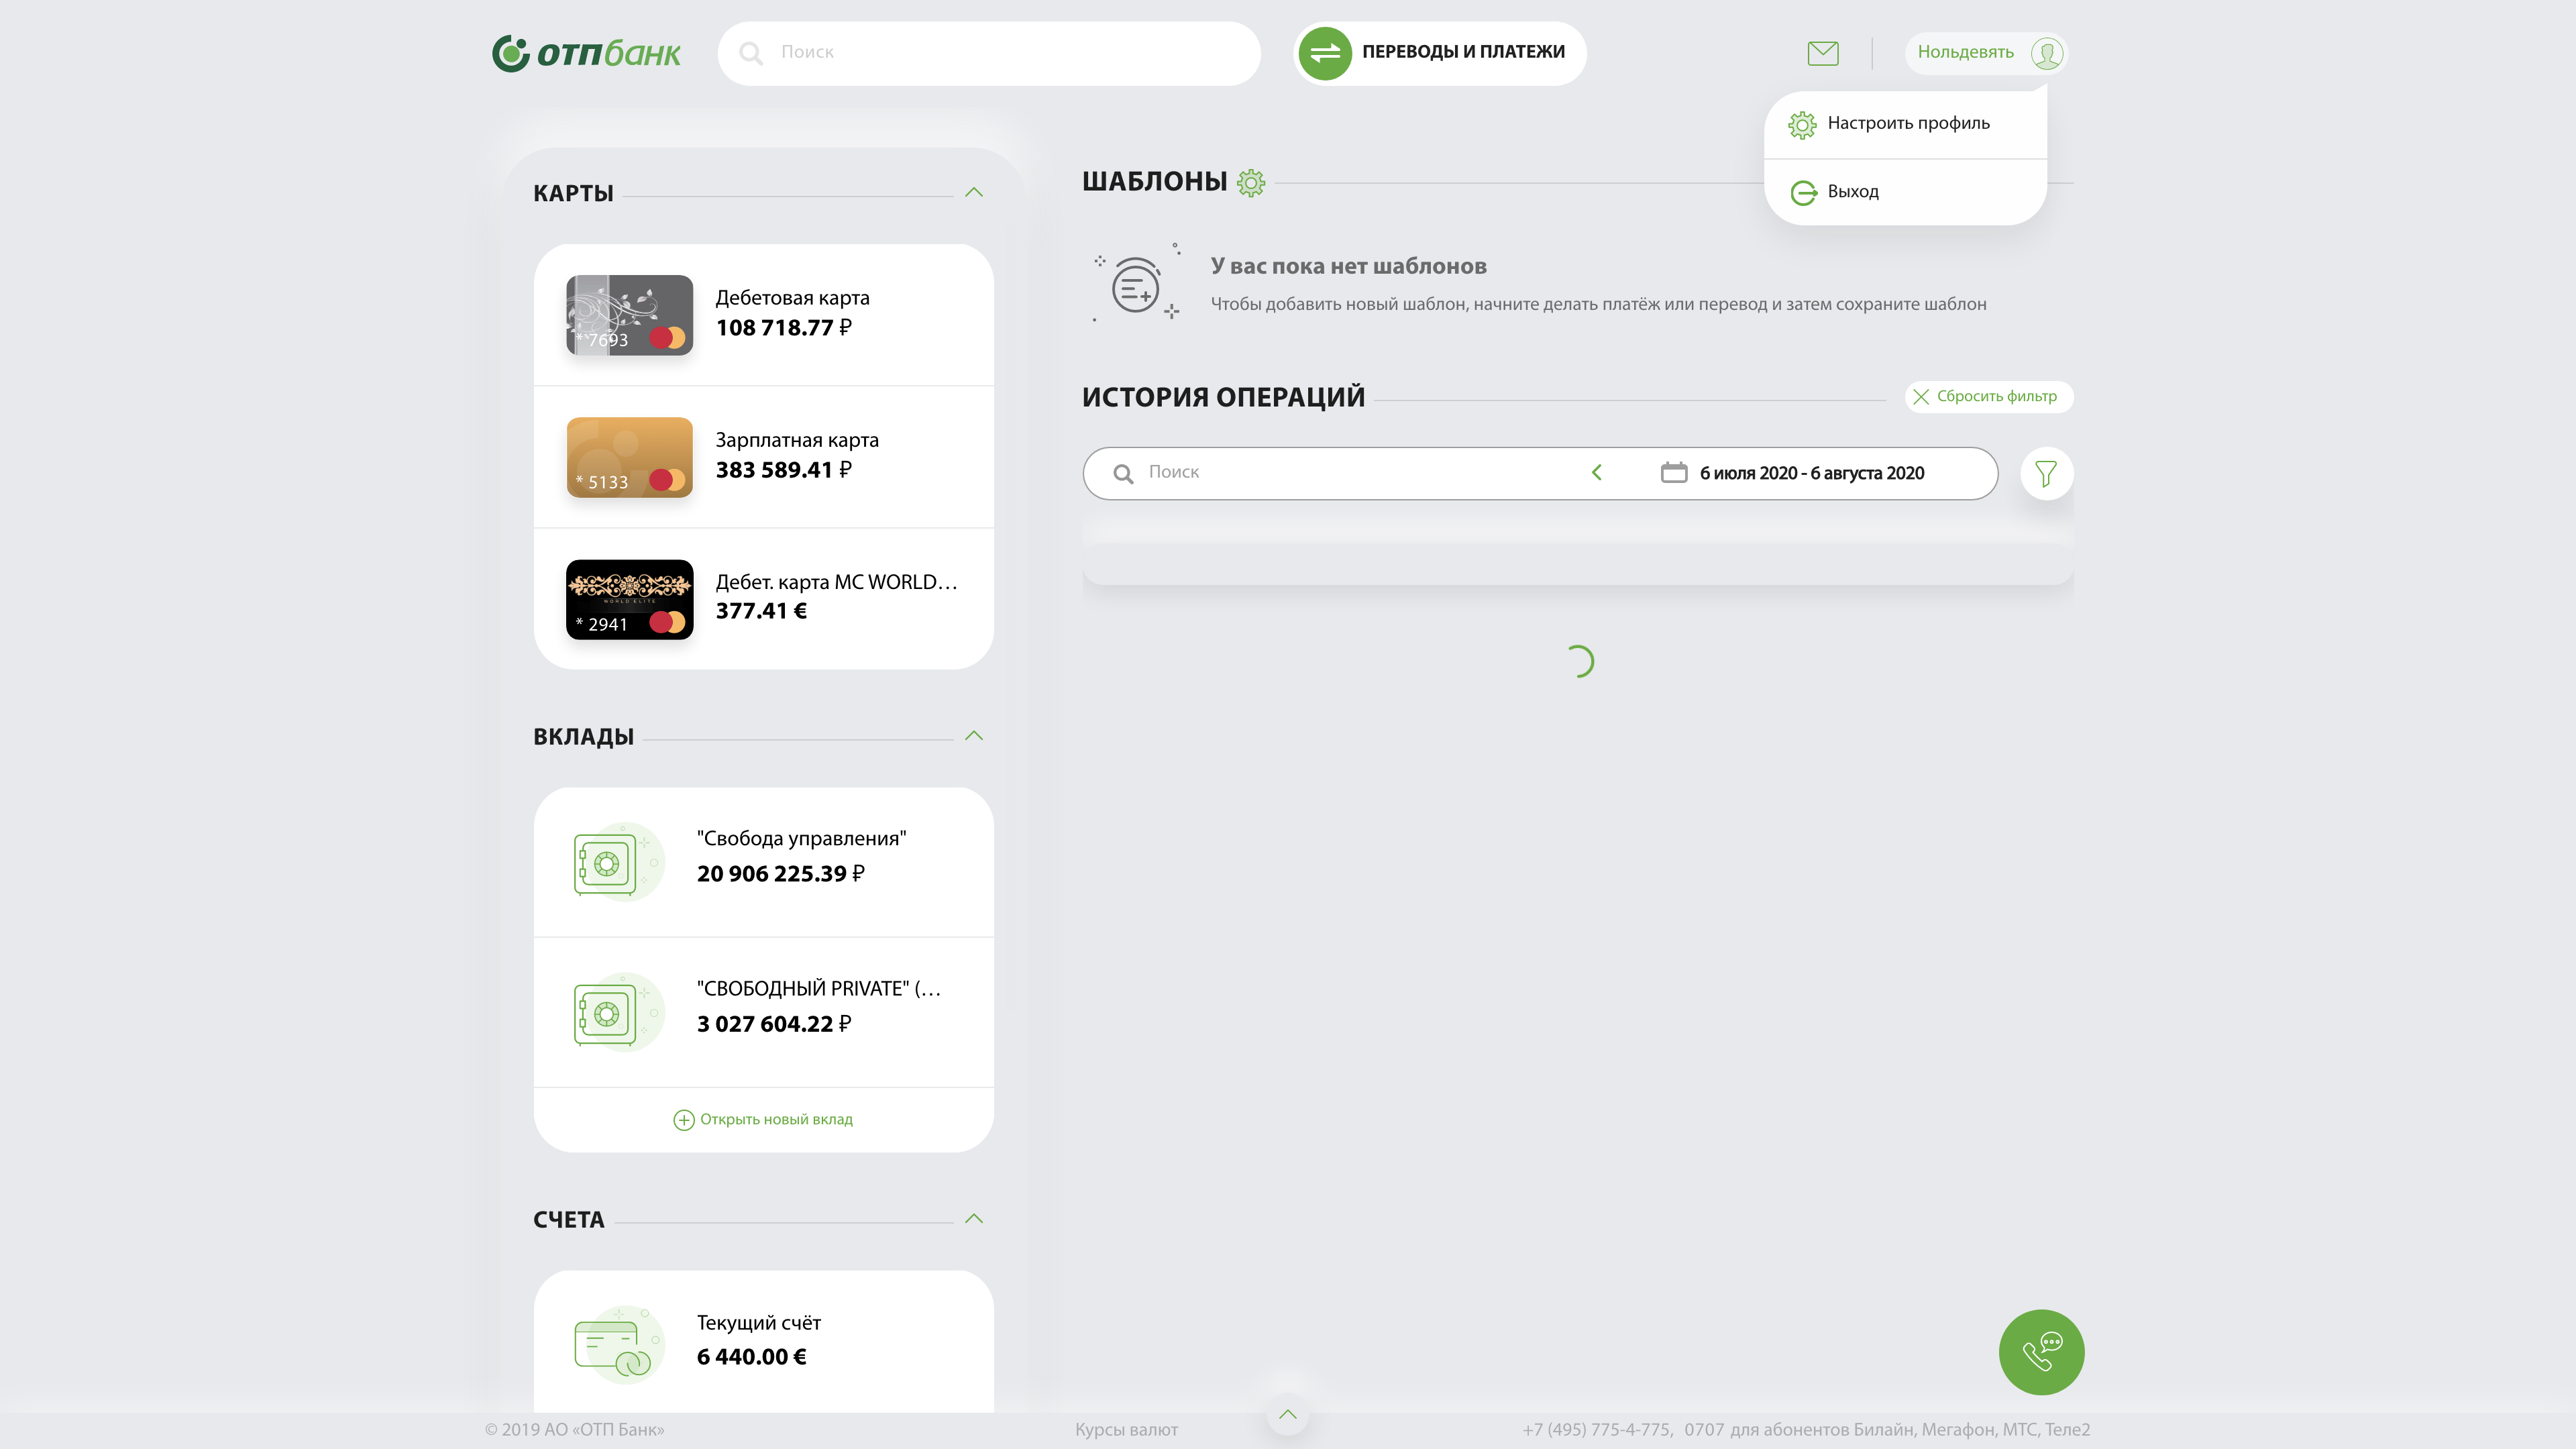 ОТПбанк
Поиск
ПЕРЕВОДЫ И ПЛАТЕЖИ
Нольдевять
Настроить профиль
Выход
КАРТЫ
Дебетовая карта
108 718.77 ₽
* 7693
Зарплатная карта
383 589.41 ₽
* 5133
Дебет. карта MC WORLD...
377.41 €
WORLD ELITE
* 2941
ВКЛАДЫ
"Свобода управления"
20 906 225.39 ₽
"СВОБОДНЫЙ PRIVATE" (...
3 027 604.22 ₽
Открыть новый вклад
СЧЕТА
Текущий счёт
6 440.00 €
ШАБЛОНЫ
У вас пока нет шаблонов
Чтобы добавить новый шаблон, начните делать платёж или перевод и затем сохраните шаблон
ИСТОРИЯ ОПЕРАЦИЙ
Сбросить фильтр
Поиск
6 июля 2020 - 6 августа 2020
© 2019 АО «ОТП Банк»
Курсы валют
+7 (495) 775-4-775, 0707 для абонентов Билайн, Мегафон, МТС, Теле2